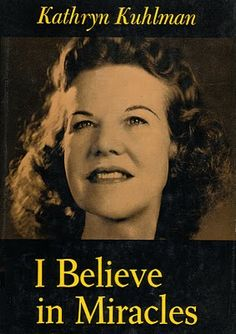 Kathryn Kuhlman
I Believe
in Miracles